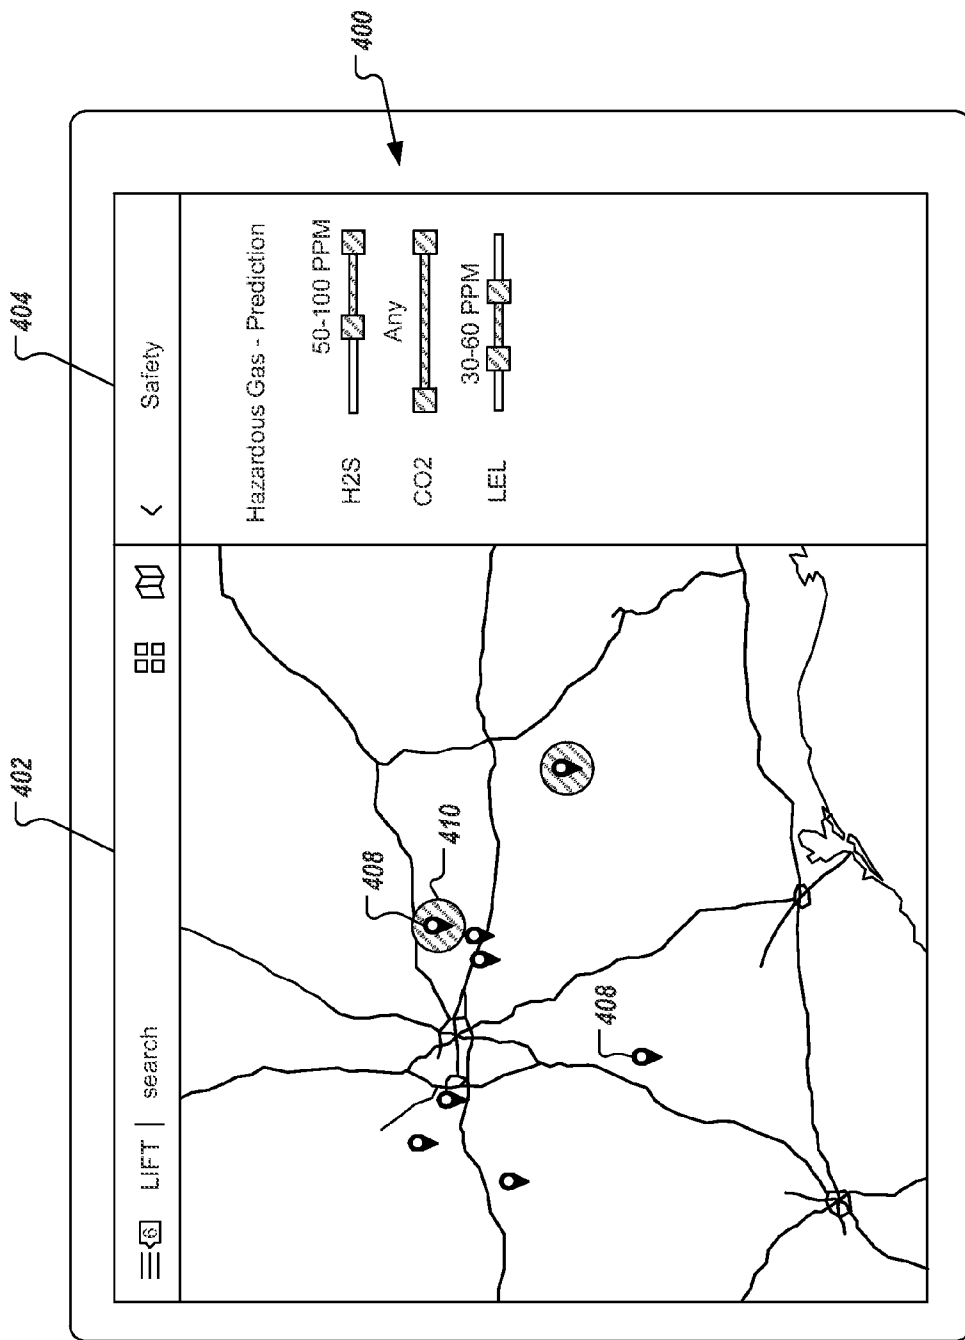 400
402
404
6 LIFT | search
< Safety
Hazardous Gas - Prediction
H2S 50-100 PPM
CO2 Any
LEL 30-60 PPM
408
410
408